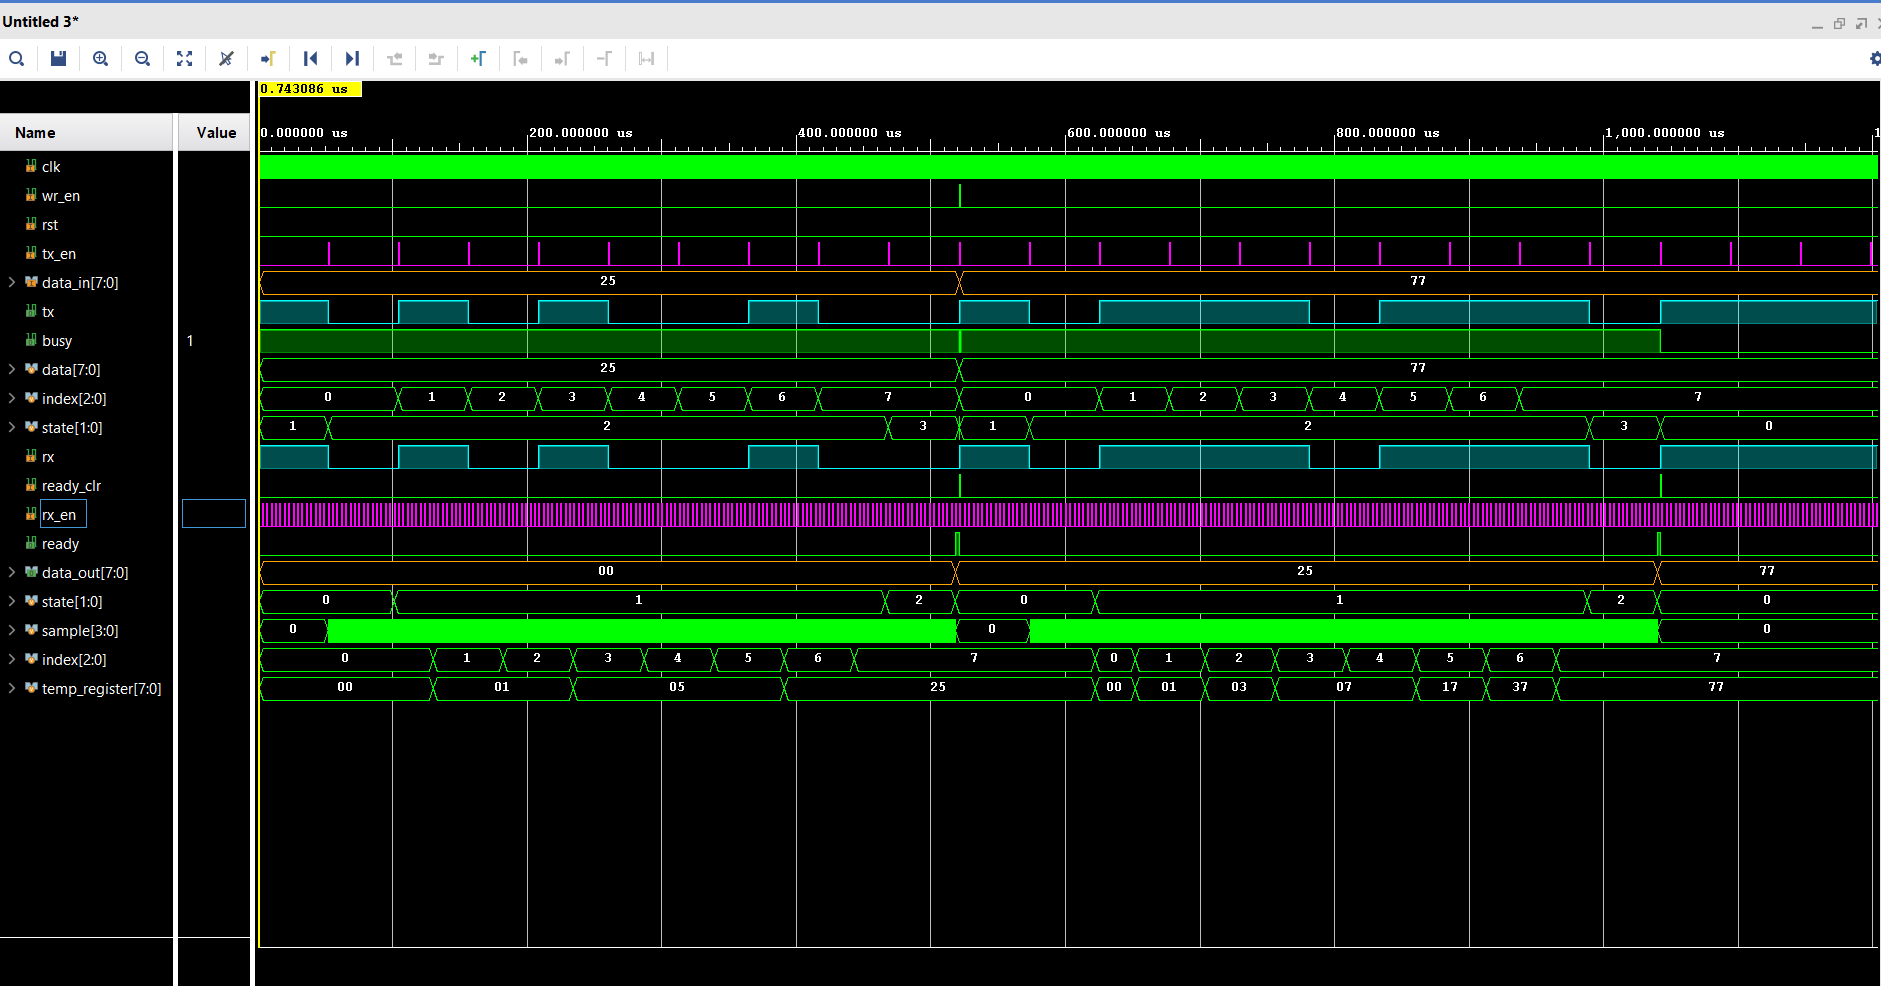 Untitled 3*
0.743086 us
Name Value
0.000000 us 200.000000 us 400.000000 us 600.000000 us 800.000000 us 1,000.000000 us 1
clk
wr_en
rst
tx_en
data_in[7:0] 25 77
tx
busy 1
data[7:0] 25 77
index[2:0] 0 1 2 3 4 5 6 7 0 1 2 3 4 5 6 7
state[1:0] 1 2 3 1 2 3 0
rx
ready_clr
rx_en
ready
data_out[7:0] 00 25 77
state[1:0] 0 1 2 0 1 2 0
sample[3:0] 0 0 0
index[2:0] 0 1 2 3 4 5 6 7 0 1 2 3 4 5 6 7
temp_register[7:0] 00 01 05 25 00 01 03 07 17 37 77